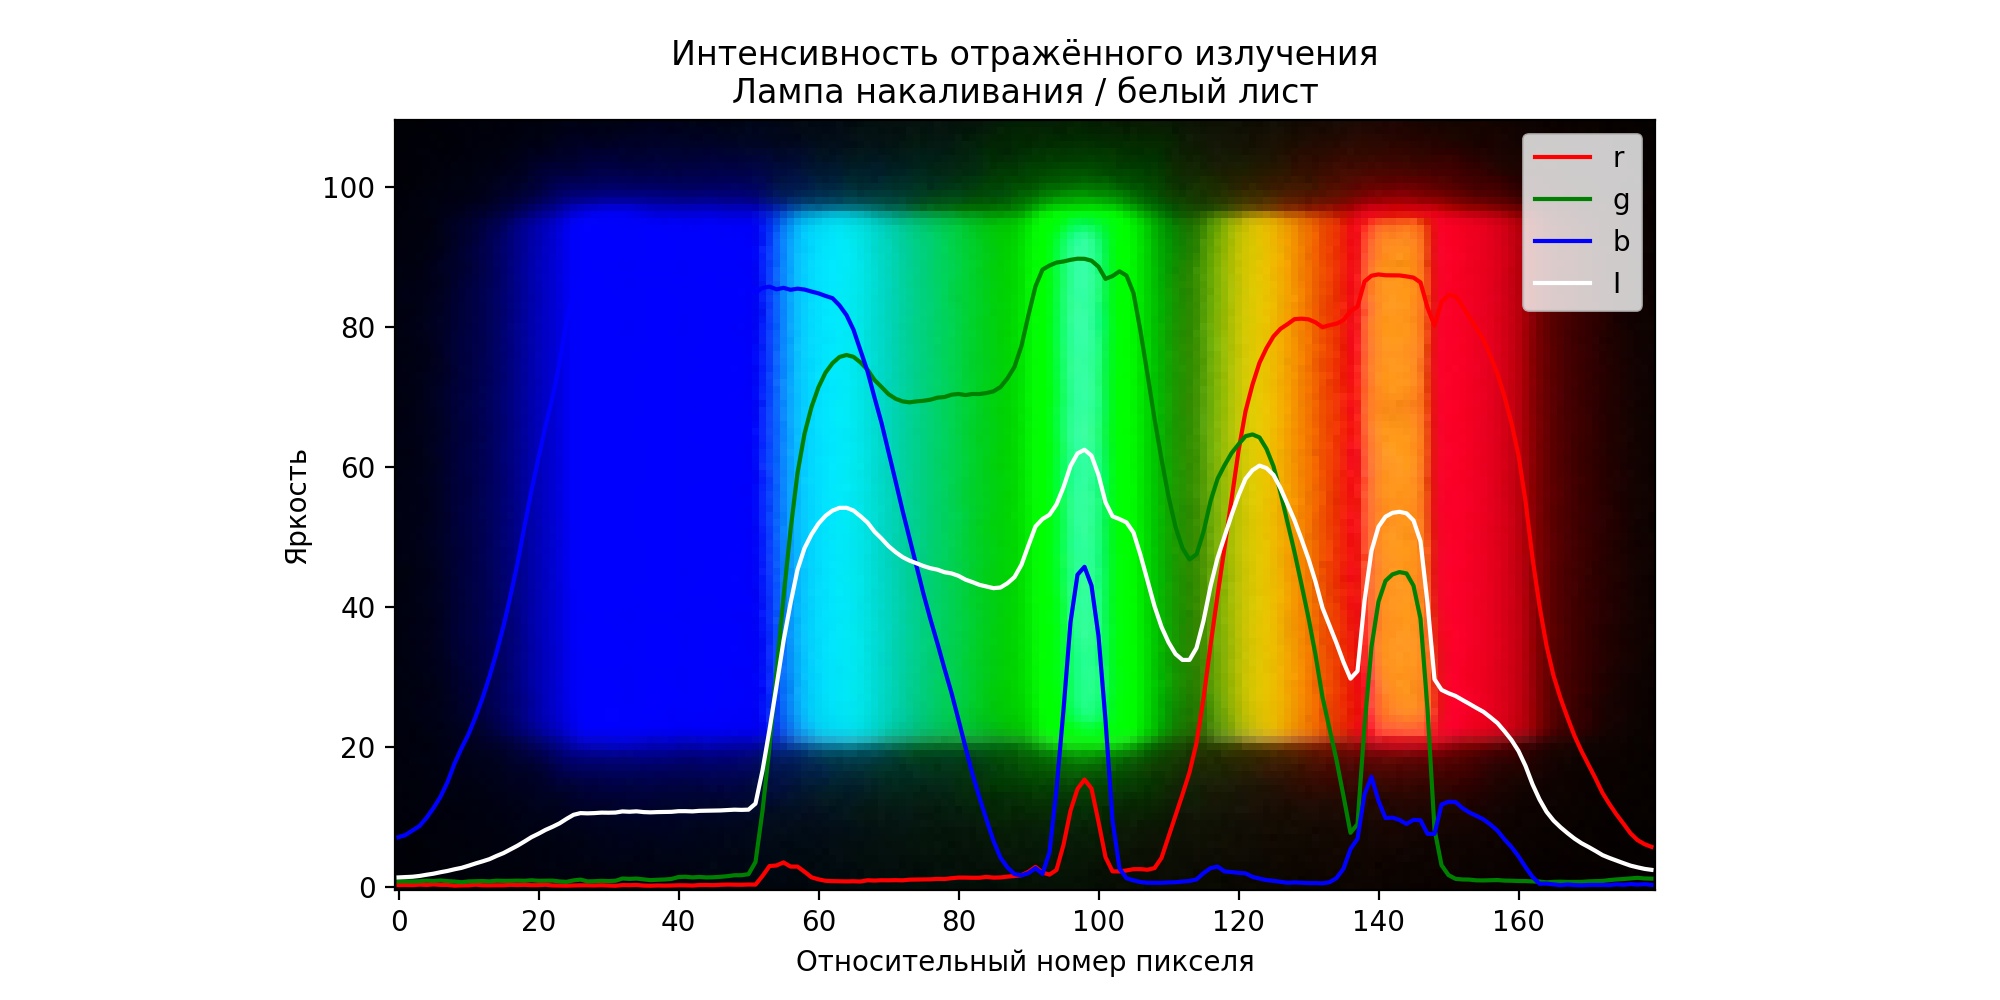 Интенсивность отражённого излучения
Лампа накаливания / белый лист
r
g
b
l
100
80
60
40
20
0
Яркость
0 20 40 60 80 100 120 140 160
Относительный номер пикселя